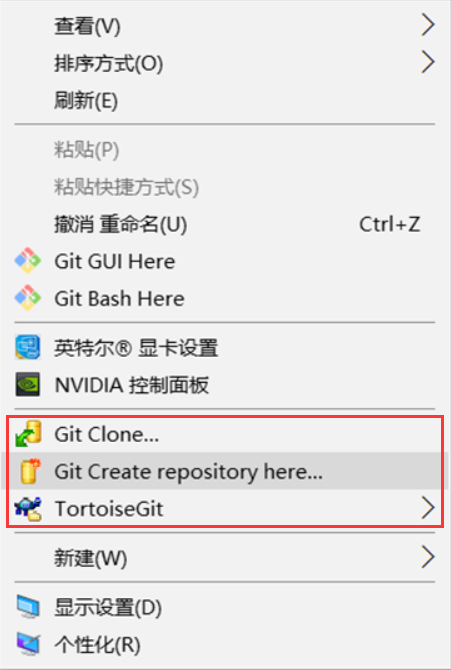 查看(V)
排序方式(O)
刷新(E)
粘贴(P)
粘贴快捷方式(S)
撤消 重命名(U) Ctrl+Z
Git GUI Here
Git Bash Here
英特尔® 显卡设置
NVIDIA 控制面板
Git Clone...
Git Create repository here...
TortoiseGit
新建(W)
显示设置(D)
个性化(R)